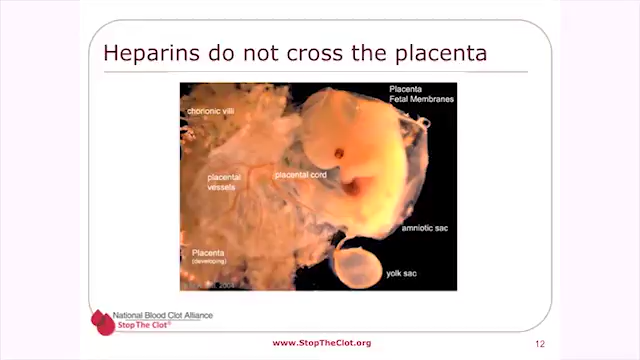 Heparins do not cross the placenta
Placenta
Fetal Membranes
chorionic villi
placental cord
placental
vessels
amniotic sac
Placenta
(developing)
yolk sac
2004
National Blood Clot Alliance
Stop The Clot®
www.StopTheClot.org
12